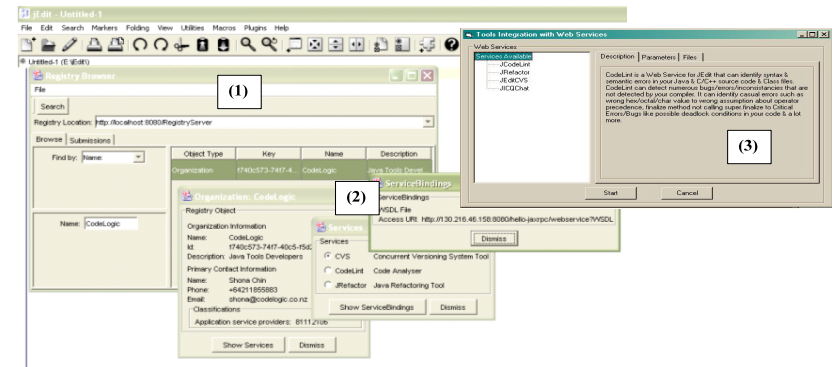 jEdit - Untitled-1
File Edit Search Markers Folding View Utilities Macros Plugins Help
Untitled-1 (E:\jEdit\)
Registry Browser
File
(1)
Search
Registry Location: http://localhost:8080/RegistryServer
Browse Submissions
Find by: Name
Object Type Key Name Description
Organization f740c573-74f7-4... CodeLogic Java Tools Devel
Name: CodeLogic
Organization: CodeLogic
Registry Object
Organization Information
Name: CodeLogic
Id: f740c573-74f7-40c5-f5d2
Description: Java Tools Developers
Primary Contact Information
Name: Shona Chin
Phone: +64211855883
Email: shona@codelogic.co.nz
Classifications
Application service providers: 81112106
Show Services Dismiss
Services
Services
CVS Concurrent Versioning System Tool
CodeLint Code Analyser
JRefactor Java Refactoring Tool
Show ServiceBindings Dismiss
(2)
ServiceBindings
ServiceBindings
WSDL File
Access URI: http://130.216.46.158:8080/hello-jaxrpc/webservice?WSDL
Dismiss
Tools Integration with Web Services
Web Services
Services Available
JCodeLint
JRefactor
JEditCVS
JICQChat
Description Parameters Files
CodeLint is a Web Service for JEdit that can identify syntax &
semantic errors in your Java & C/C++ source code & Class files.
CodeLint can detect numerous bugs/errors/inconsistancies that are
not detected by your compiler. It can identify casual errors such as
wrong hex/octal/char value to wrong assumption about operator
precedence, finalize method not calling super.finalize to Critical
Errors/Bugs like possible deadlock conditions in your code & a lot
more.
(3)
Start Cancel